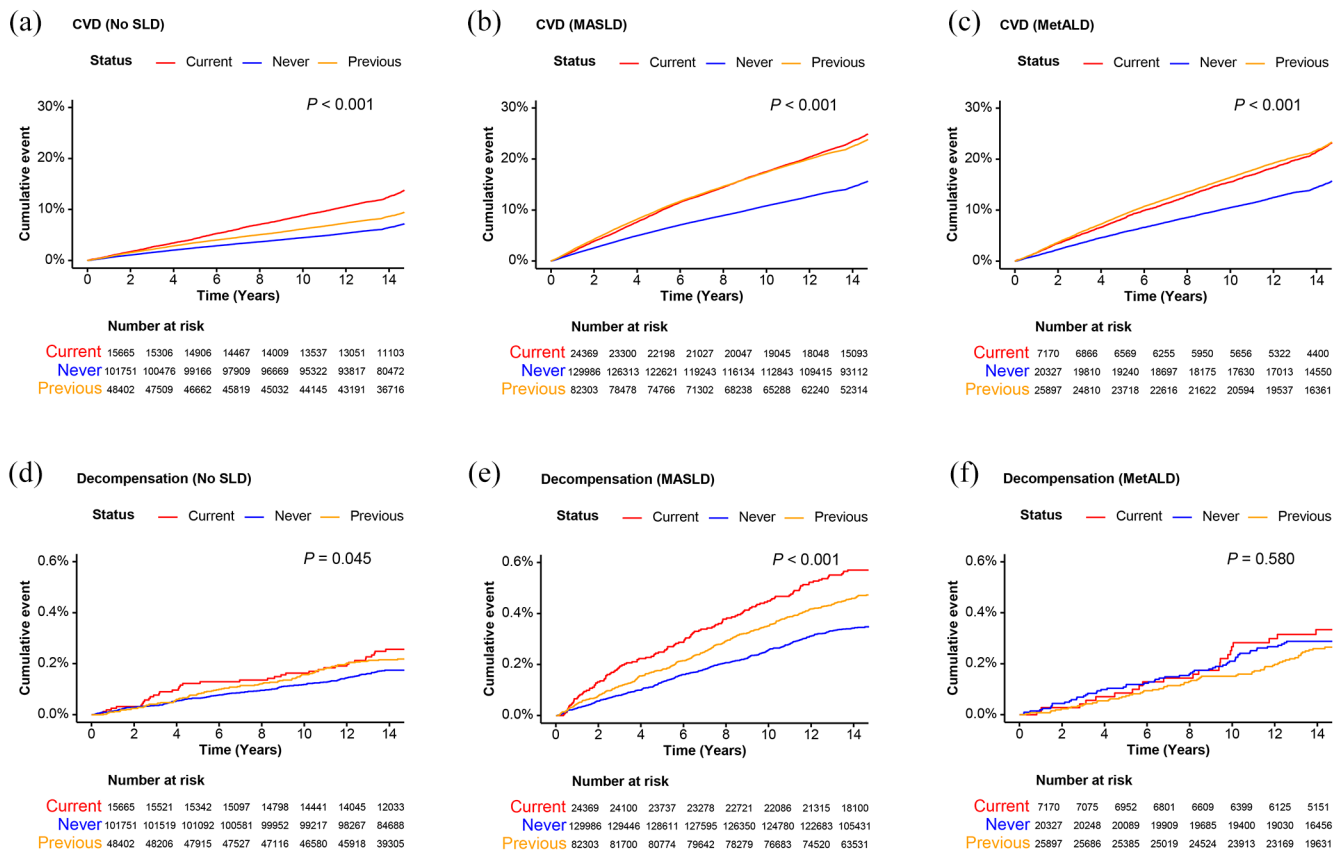 (a) CVD (No SLD)
Status Current Never Previous
P < 0.001
30%
20%
10%
0%
Cumulative event
0 2 4 6 8 10 12 14
Time (Years)
Number at risk
Current 15665 15306 14906 14467 14009 13537 13051 11103
Never 101751 100476 99166 97909 96669 95322 93817 80472
Previous 48402 47509 46662 45819 45032 44145 43191 36716
(b) CVD (MASLD)
Status Current Never Previous
P < 0.001
30%
20%
10%
0%
Cumulative event
0 2 4 6 8 10 12 14
Time (Years)
Number at risk
Current 24369 23300 22198 21027 20047 19045 18048 15093
Never 129986 126313 122621 119243 116134 112843 109415 93112
Previous 82303 78478 74766 71302 68238 65288 62240 52314
(c) CVD (MetALD)
Status Current Never Previous
P < 0.001
30%
20%
10%
0%
Cumulative event
0 2 4 6 8 10 12 14
Time (Years)
Number at risk
Current 7170 6866 6569 6255 5950 5656 5322 4400
Never 20327 19810 19240 18697 18175 17630 17013 14550
Previous 25897 24810 23718 22616 21622 20594 19537 16361
(d) Decompensation (No SLD)
Status Current Never Previous
P = 0.045
0.6%
0.4%
0.2%
0.0%
Cumulative event
0 2 4 6 8 10 12 14
Time (Years)
Number at risk
Current 15665 15521 15342 15097 14798 14441 14045 12033
Never 101751 101519 101092 100581 99952 99217 98267 84688
Previous 48402 48206 47915 47527 47116 46580 45918 39305
(e) Decompensation (MASLD)
Status Current Never Previous
P < 0.001
0.6%
0.4%
0.2%
0.0%
Cumulative event
0 2 4 6 8 10 12 14
Time (Years)
Number at risk
Current 24369 24100 23737 23278 22721 22086 21315 18100
Never 129986 129446 128611 127595 126350 124780 122683 105431
Previous 82303 81700 80774 79642 78279 76683 74520 63531
(f) Decompensation (MetALD)
Status Current Never Previous
P = 0.580
0.6%
0.4%
0.2%
0.0%
Cumulative event
0 2 4 6 8 10 12 14
Time (Years)
Number at risk
Current 7170 7075 6952 6801 6609 6399 6125 5151
Never 20327 20248 20089 19909 19685 19400 19030 16456
Previous 25897 25686 25385 25019 24524 23913 23169 19631